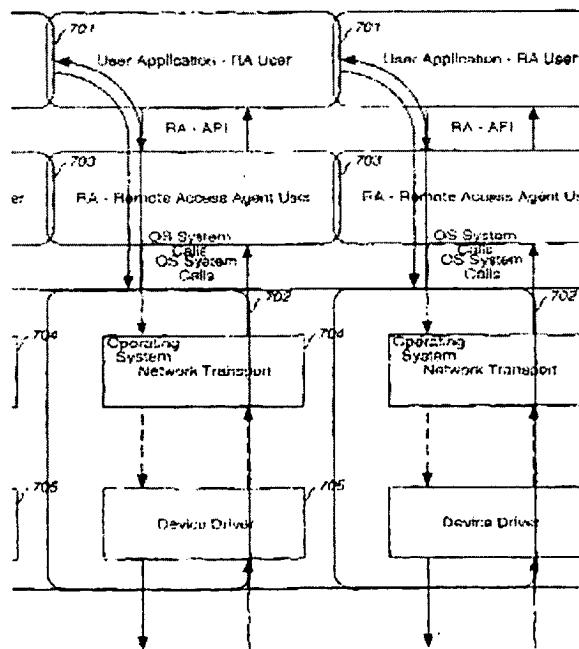 701 701
User Application - RA User User Application - RA User
RA - API RA - API
703 703
er RA - Remote Access Agent User RA - Remote Access Agent Us
OS System OS System
Calls Calls
OS System OS System
Calls Calls
702 702
704 Operating 704 Operating
System System
Network Transport Network Transport
705 705
Device Driver Device Driver